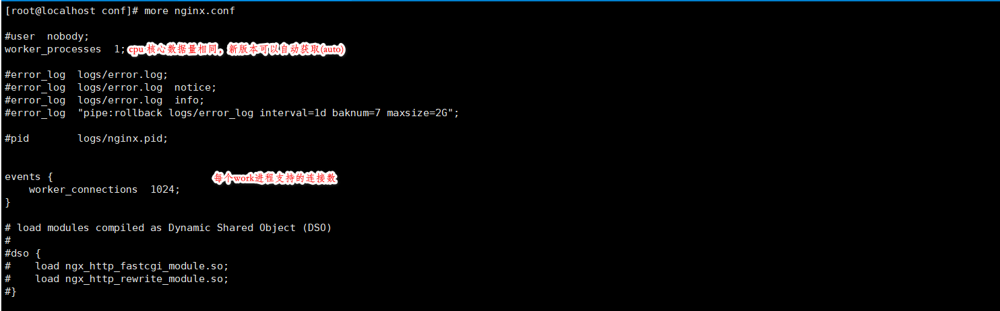 [root@localhost conf]# more nginx.conf
#user  nobody;
worker_processes  1; cpu 核心数据量相同，新版本可以自动获取(auto)
#error_log  logs/error.log;
#error_log  logs/error.log  notice;
#error_log  logs/error.log  info;
#error_log  "pipe:rollback logs/error_log interval=1d baknum=7 maxsize=2G";
#pid        logs/nginx.pid;
events {
每个work进程支持的连接数
    worker_connections  1024;
}
# load modules compiled as Dynamic Shared Object (DSO)
#
#dso {
#    load ngx_http_fastcgi_module.so;
#    load ngx_http_rewrite_module.so;
#}